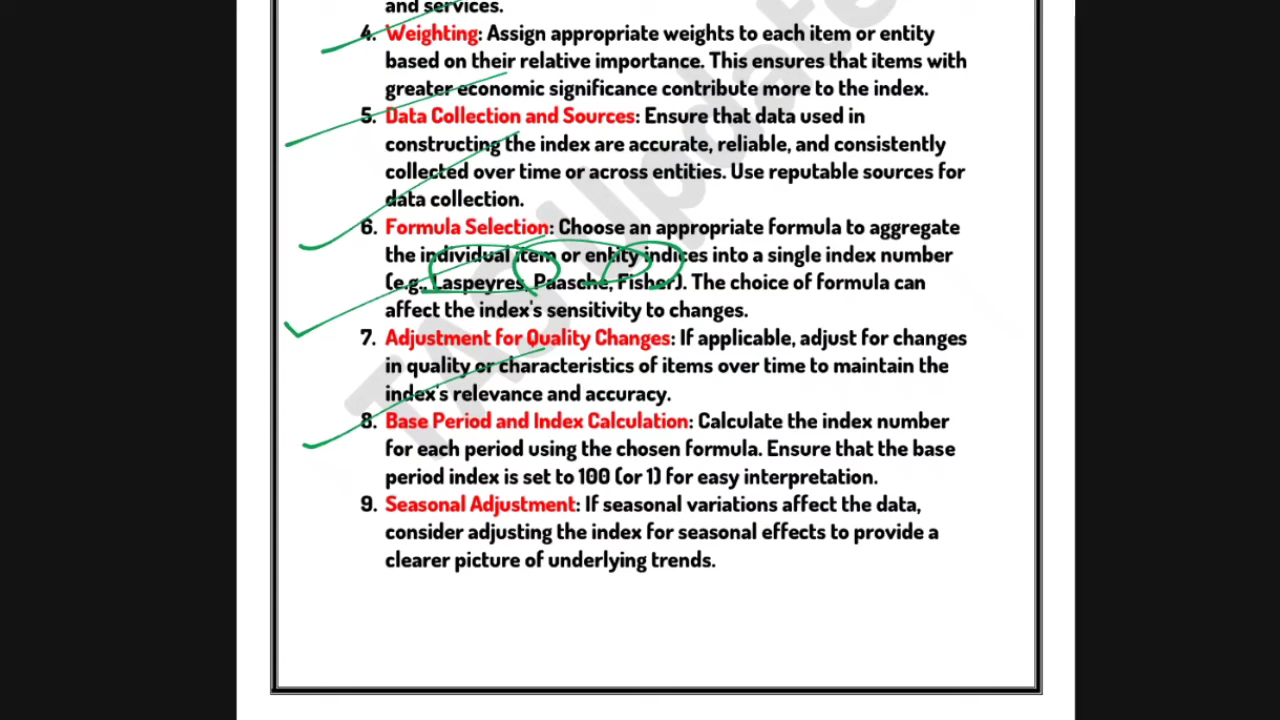 and services.
4. Weighting: Assign appropriate weights to each item or entity
based on their relative importance. This ensures that items with
greater economic significance contribute more to the index.
5. Data Collection and Sources: Ensure that data used in
constructing the index are accurate, reliable, and consistently
collected over time or across entities. Use reputable sources for
data collection.
6. Formula Selection: Choose an appropriate formula to aggregate
the individual item or entity indices into a single index number
(e.g., Laspeyres, Paasche, Fisher). The choice of formula can
affect the index's sensitivity to changes.
7. Adjustment for Quality Changes: If applicable, adjust for changes
in quality or characteristics of items over time to maintain the
index's relevance and accuracy.
8. Base Period and Index Calculation: Calculate the index number
for each period using the chosen formula. Ensure that the base
period index is set to 100 (or 1) for easy interpretation.
9. Seasonal Adjustment: If seasonal variations affect the data,
consider adjusting the index for seasonal effects to provide a
clearer picture of underlying trends.